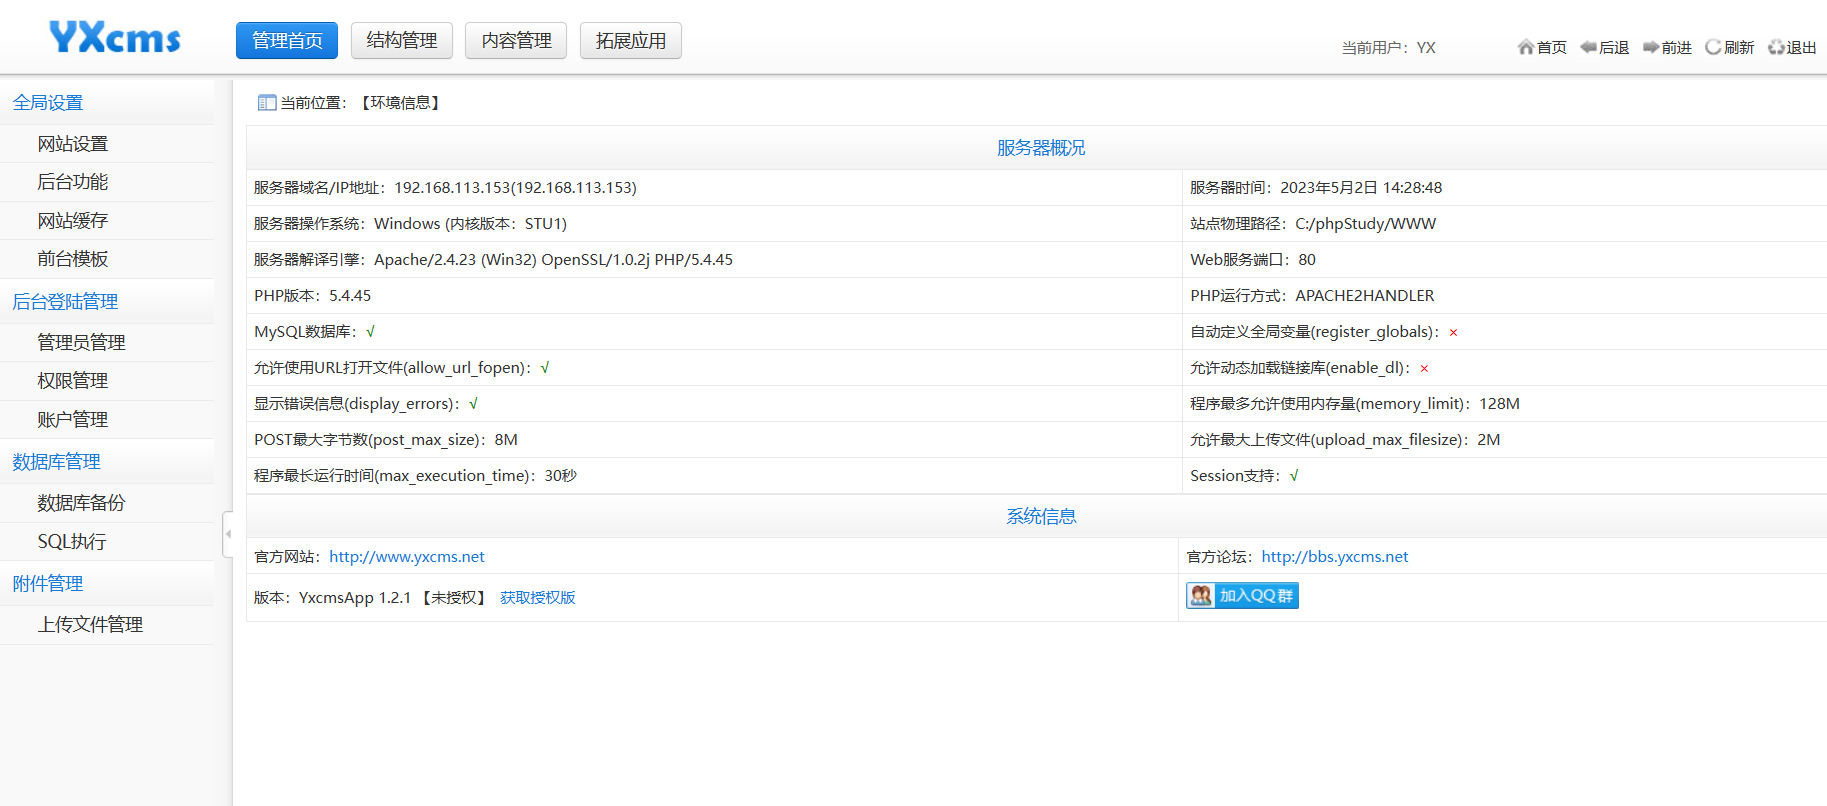 YXcms
管理首页 结构管理 内容管理 拓展应用
当前用户：YX
首页 后退 前进 刷新 退出
全局设置
网站设置
后台功能
网站缓存
前台模板
后台登陆管理
管理员管理
权限管理
账户管理
数据库管理
数据库备份
SQL执行
附件管理
上传文件管理
当前位置：【环境信息】
服务器概况
服务器域名/IP地址：192.168.113.153(192.168.113.153)
服务器时间：2023年5月2日 14:28:48
服务器操作系统：Windows (内核版本：STU1)
站点物理路径：C:/phpStudy/WWW
服务器解译引擎：Apache/2.4.23 (Win32) OpenSSL/1.0.2j PHP/5.4.45
Web服务端口：80
PHP版本：5.4.45
PHP运行方式：APACHE2HANDLER
MySQL数据库：√
自动定义全局变量(register_globals)：×
允许使用URL打开文件(allow_url_fopen)：√
允许动态加载链接库(enable_dl)：×
显示错误信息(display_errors)：√
程序最多允许使用内存量(memory_limit)：128M
POST最大字节数(post_max_size)：8M
允许最大上传文件(upload_max_filesize)：2M
程序最长运行时间(max_execution_time)：30秒
Session支持：√
系统信息
官方网站：http://www.yxcms.net
官方论坛：http://bbs.yxcms.net
版本：YxcmsApp 1.2.1 【未授权】 获取授权版
加入QQ群